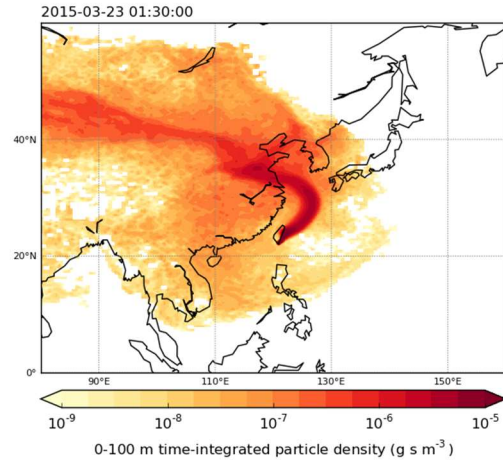 2015-03-23 01:30:00
40°N
20°N
0°
90°E 110°E 130°E 150°E
10⁻⁹ 10⁻⁸ 10⁻⁷ 10⁻⁶ 10⁻⁵
0-100 m time-integrated particle density (g s m⁻³)